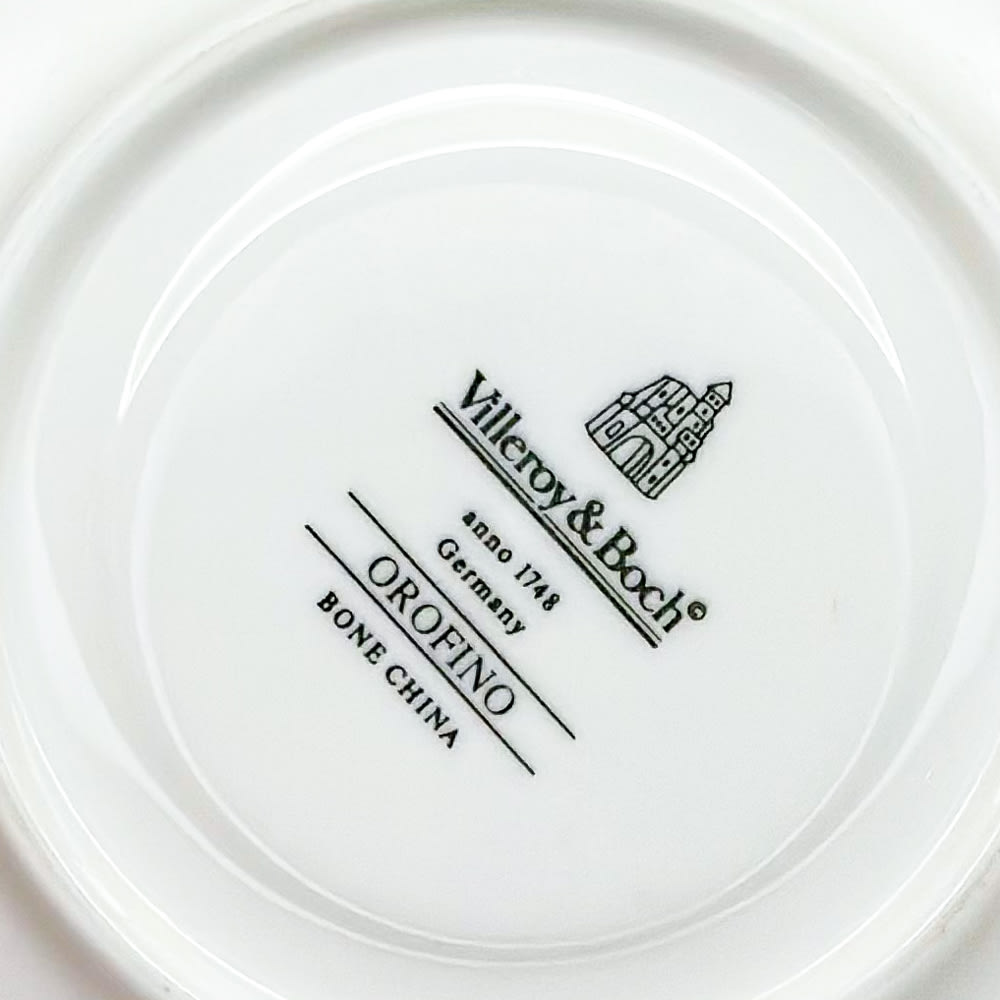 Villeroy & Boch©
anno 1748
Germany
OROFINO
BONE CHINA